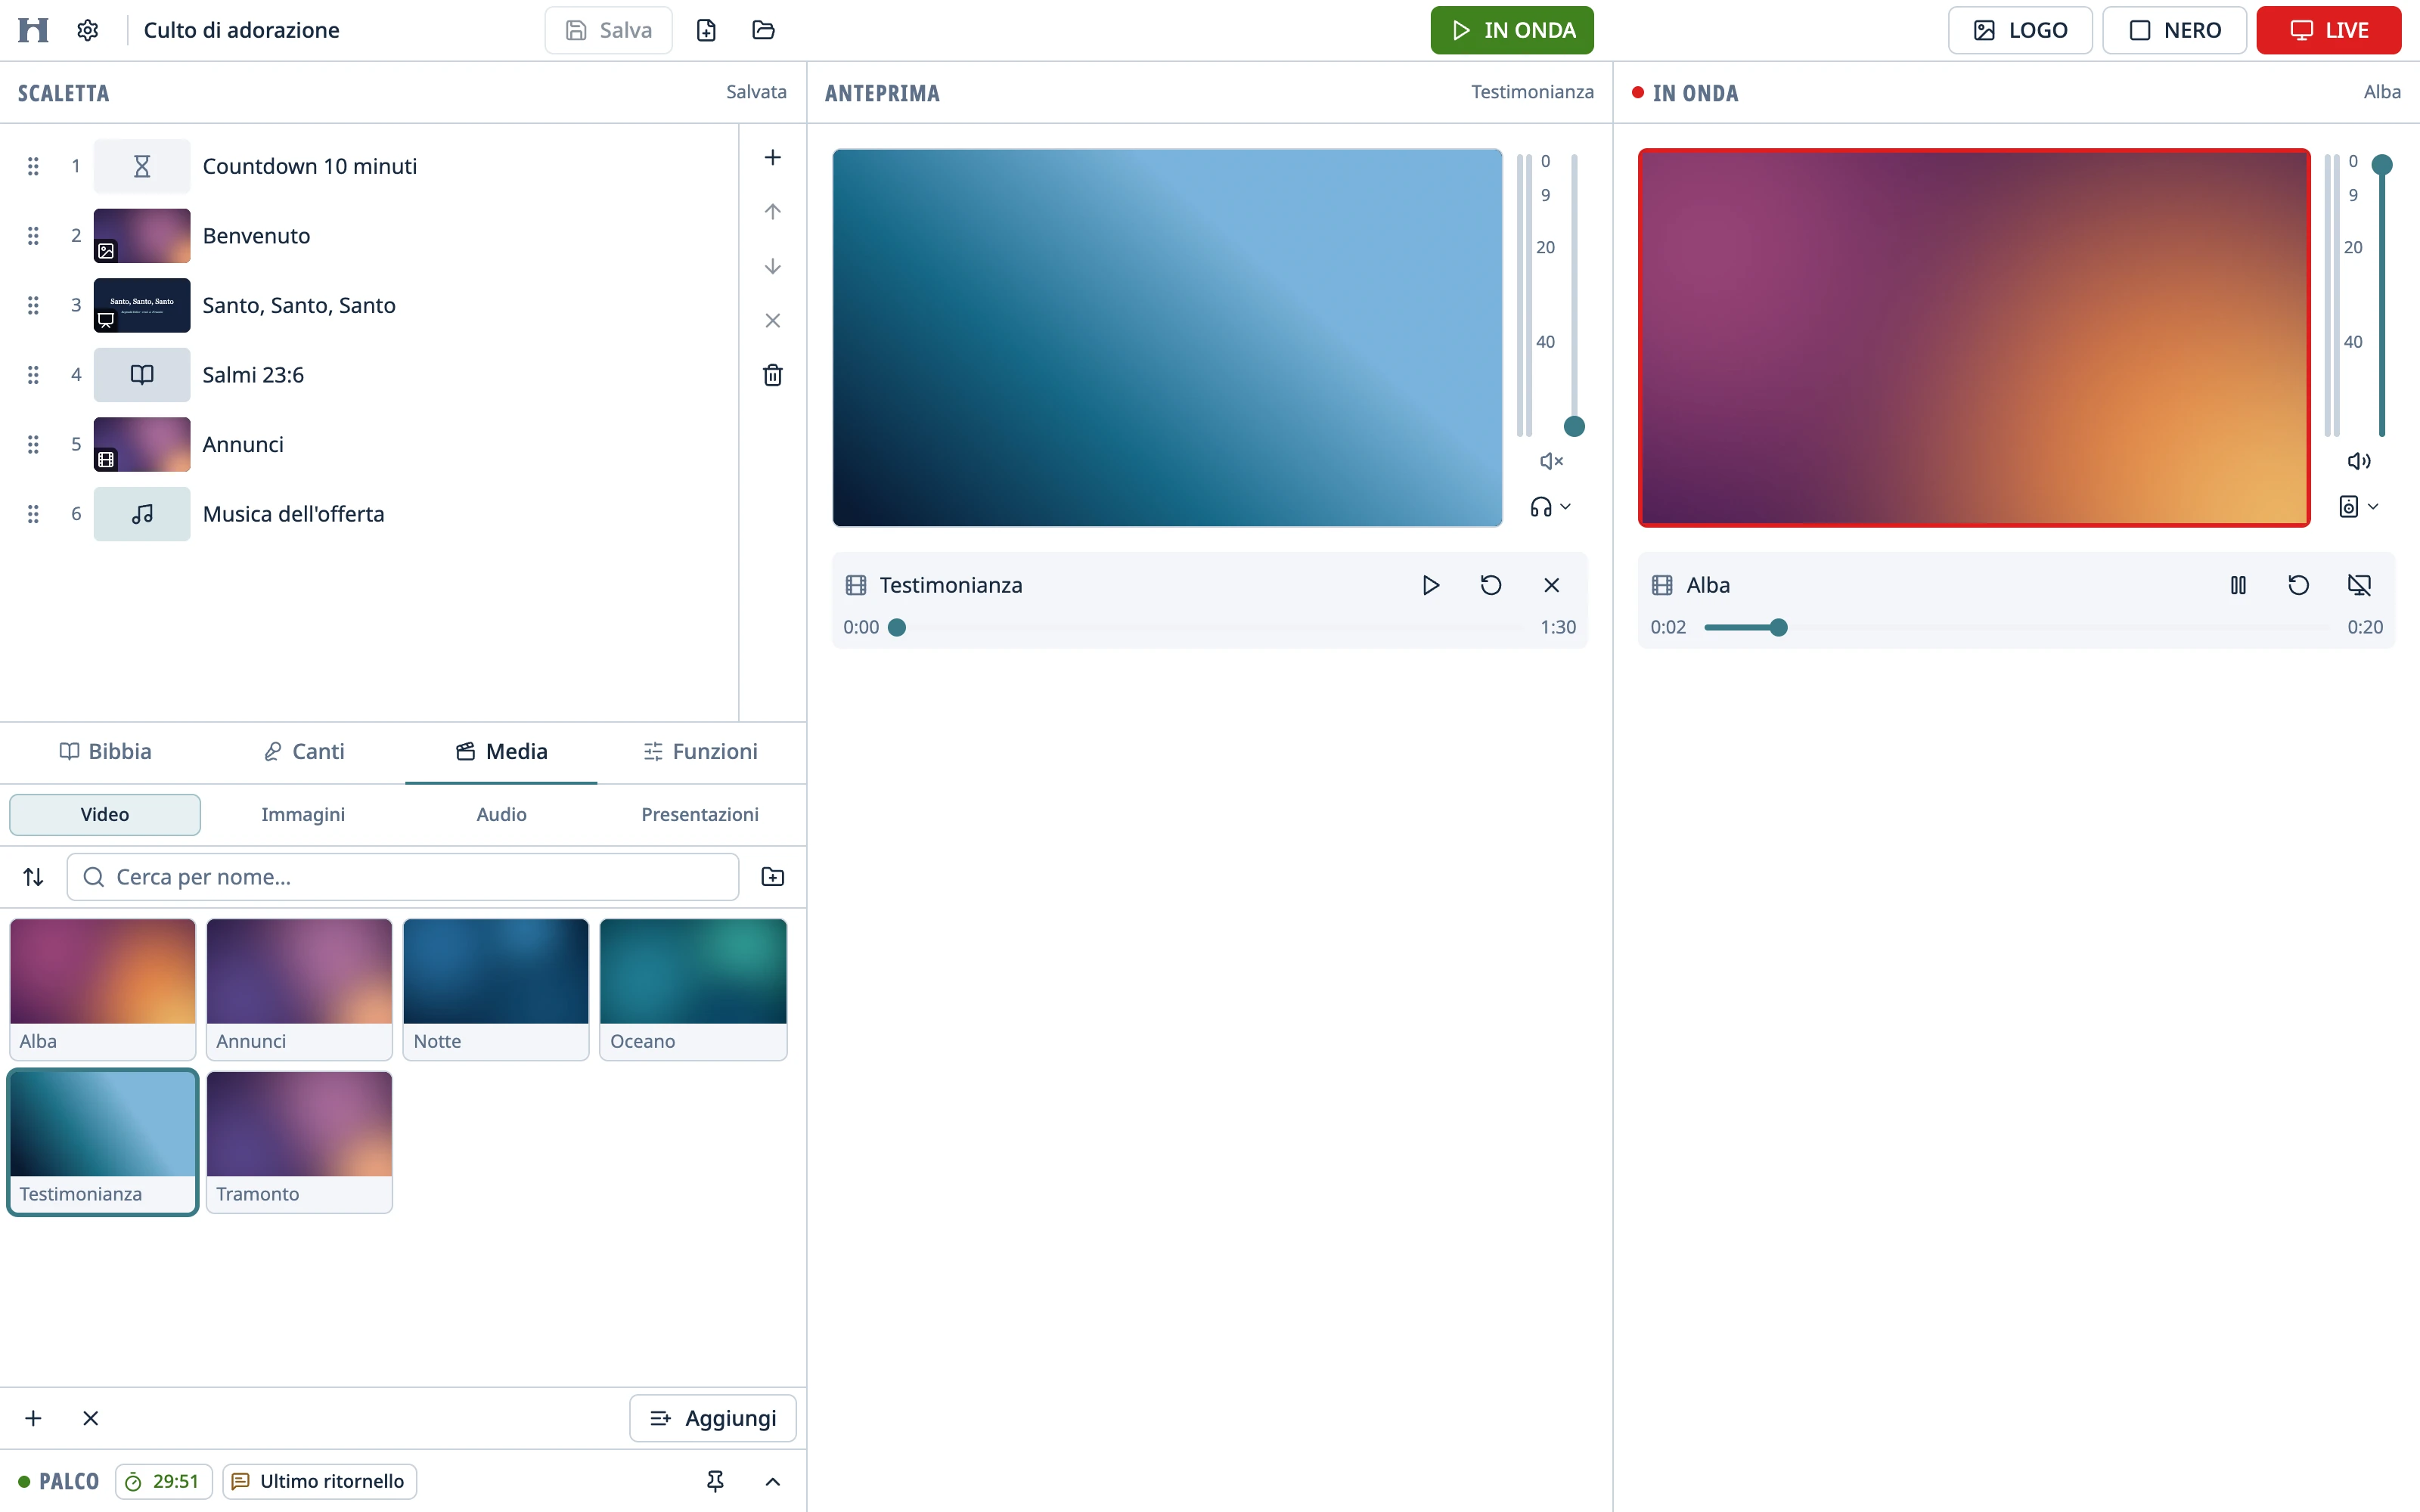 Culto di adorazione
Salva
IN ONDA
LOGO
NERO
LIVE
SCALETTA
Salvata
1
Countdown 10 minuti
2
Benvenuto
3
Santo, Santo, Santo
Santo, Santo, Santo
4
Salmi 23:6
5
Annunci
6
Musica dell'offerta
Bibbia
Canti
Media
Funzioni
Video
Immagini
Audio
Presentazioni
Cerca per nome...
Alba
Annunci
Notte
Oceano
Testimonianza
Tramonto
Aggiungi
PALCO
29:51
Ultimo ritornello
ANTEPRIMA
Testimonianza
0
9
20
40
Testimonianza
0:00
1:30
IN ONDA
Alba
0
9
20
40
Alba
0:02
0:20